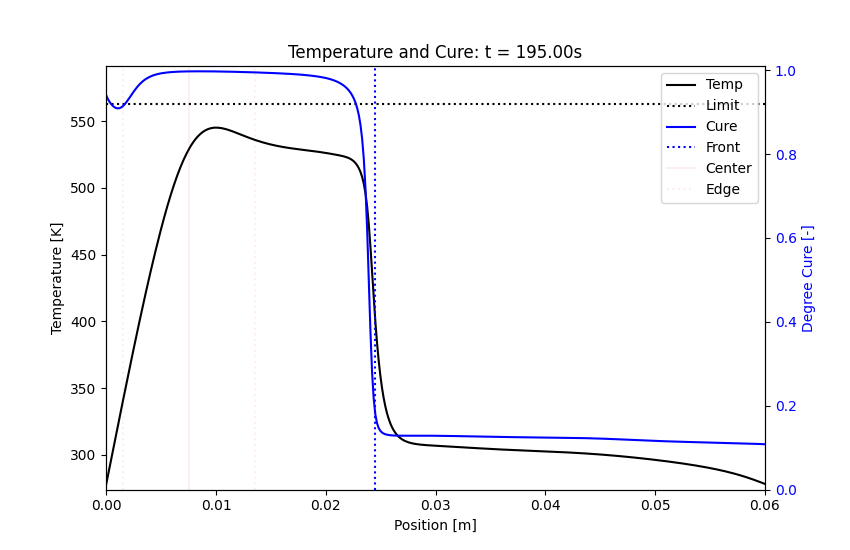 Temperature and Cure: t = 195.00s
Temp
Limit
Cure
Front
Center
Edge
Temperature [K]
550
500
450
400
350
300
1.0
0.8
0.6
0.4
0.2
0.0
Degree Cure [-]
0.00 0.01 0.02 0.03 0.04 0.05 0.06
Position [m]